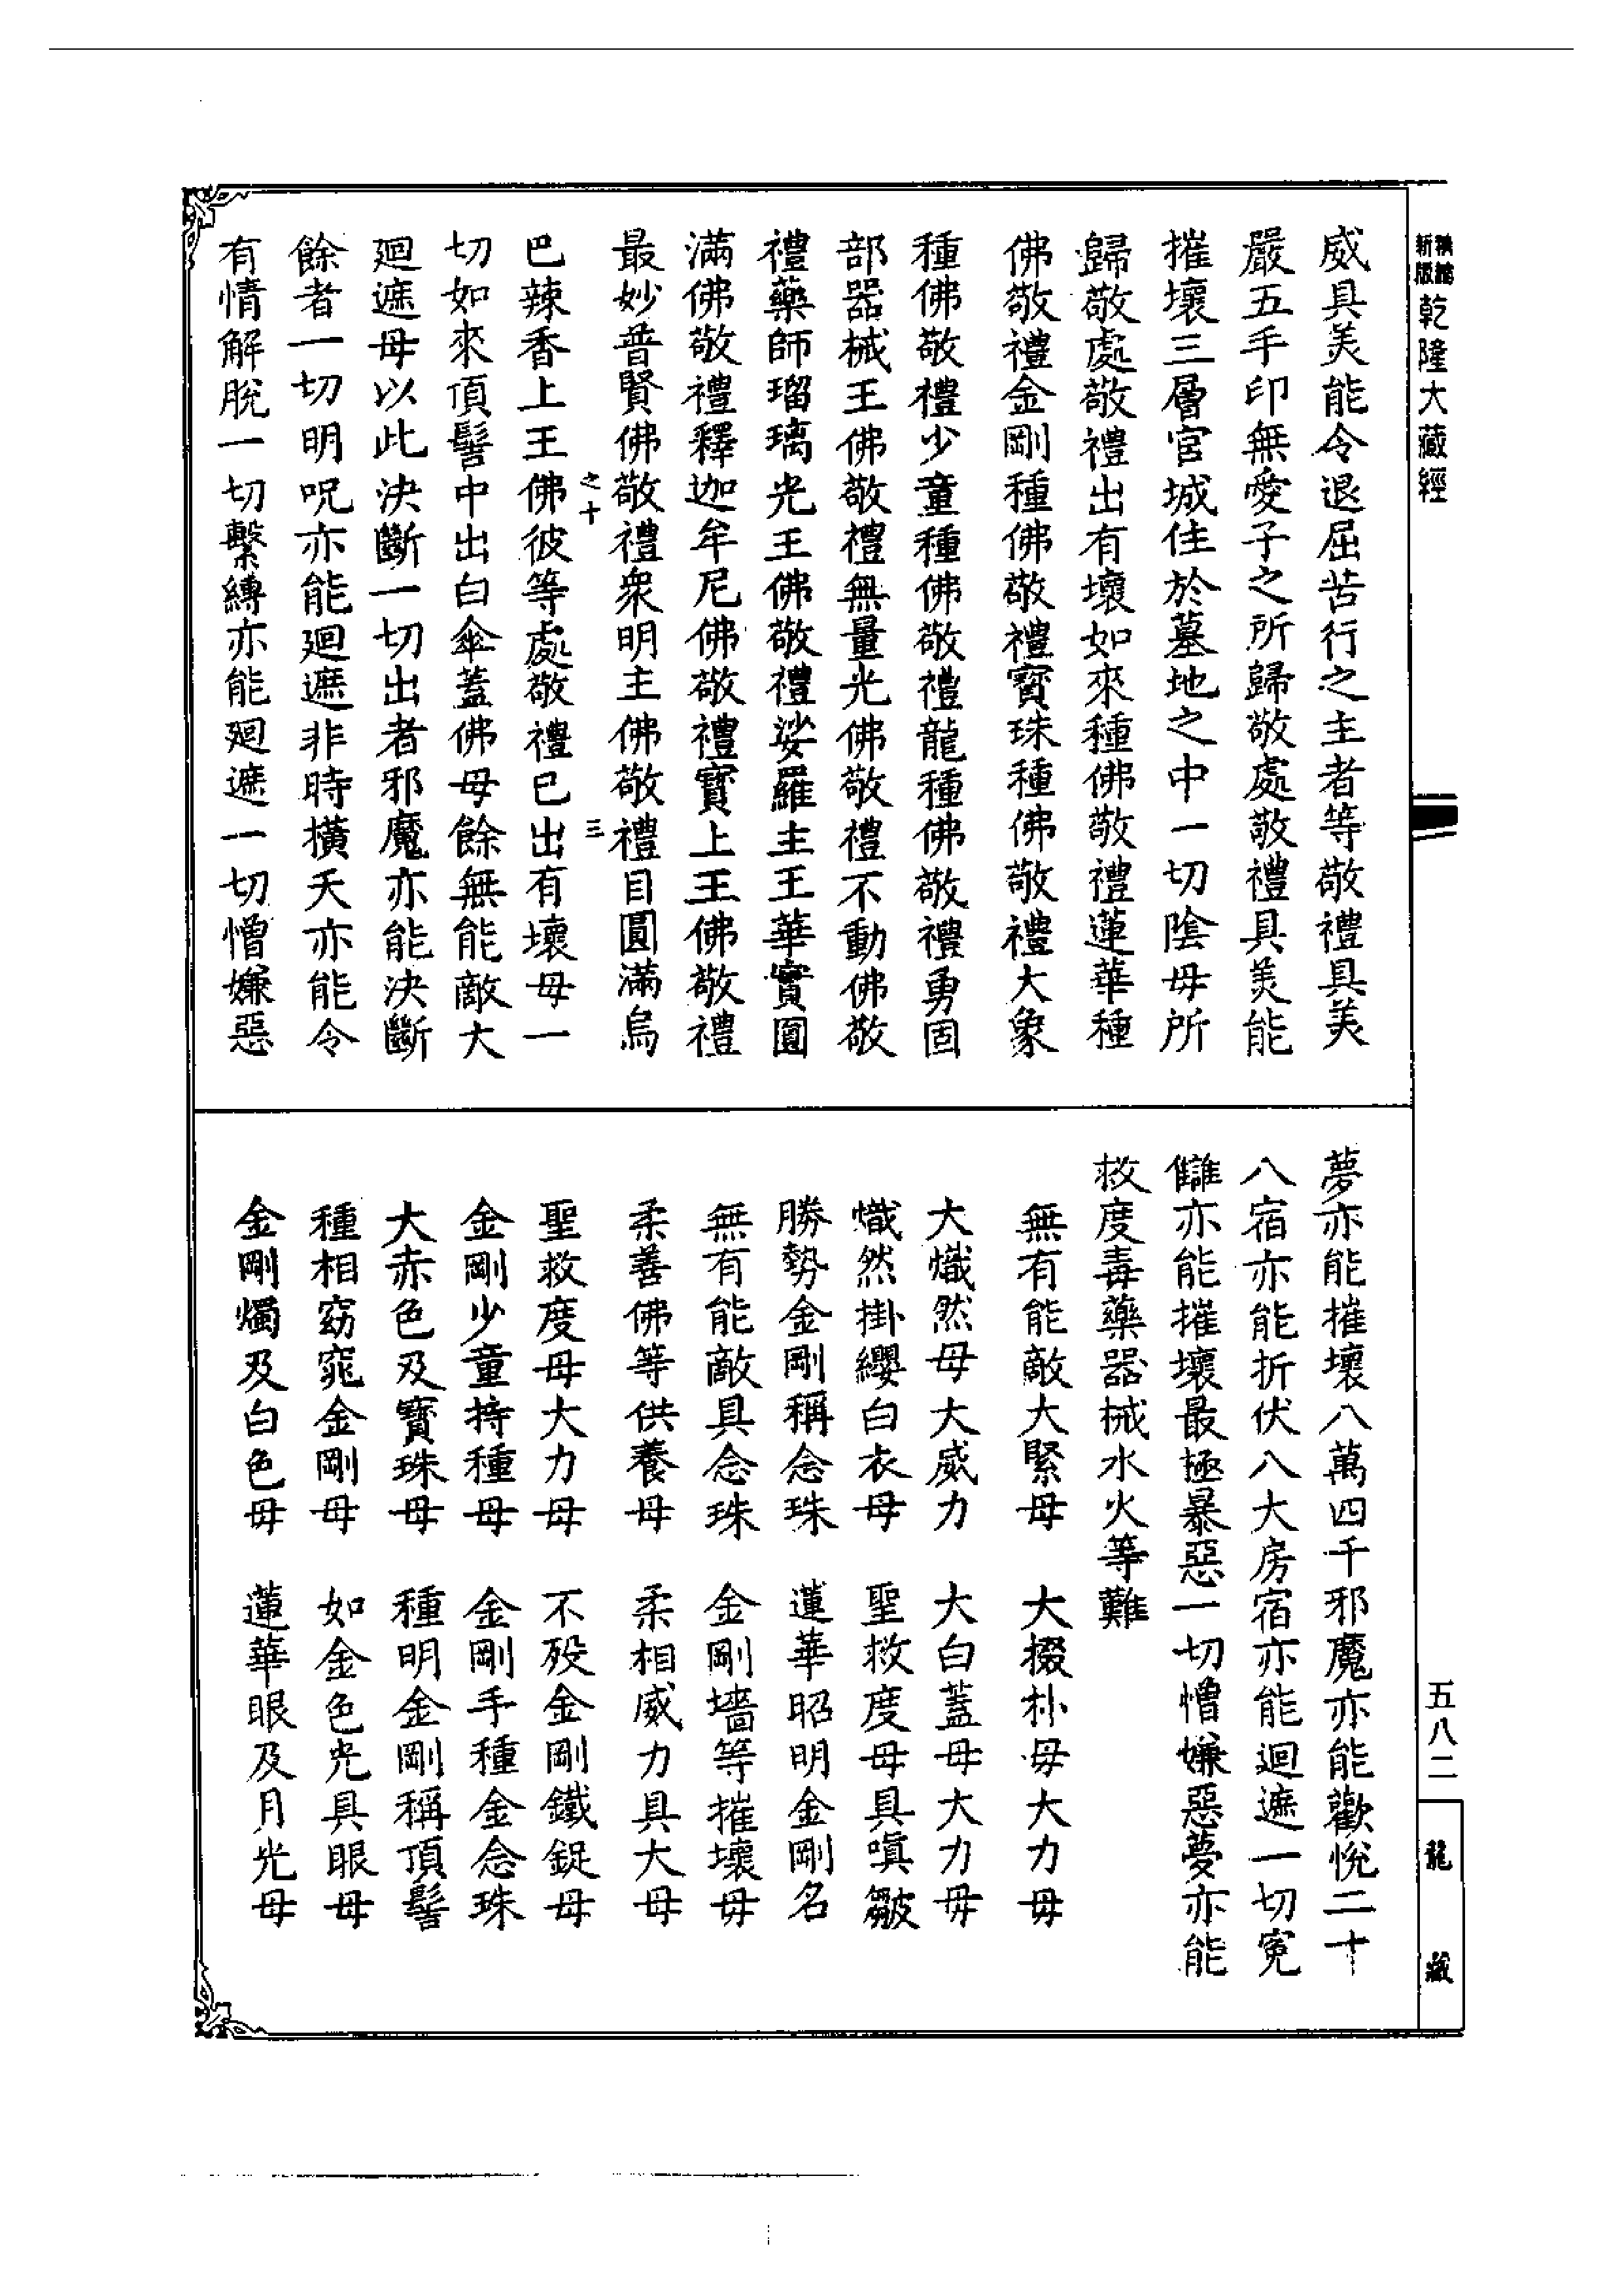 新版 精縮 乾隆大藏經
威具美能令退屈苦行之主者等敬禮具美
嚴五手印無愛子之所歸敬處敬禮具美能
摧壞三層宮城住於墓地之中一切陰母所
歸敬處敬禮出有壞如來種佛敬禮蓮華種
佛敬禮金剛種佛敬禮寶珠種佛敬禮大象
種佛敬禮少童種佛敬禮龍種佛敬禮勇固
部器械王佛敬禮無量光佛敬禮不動佛敬
禮藥師瑠璃光王佛敬禮娑羅主王華實圓
滿佛敬禮釋迦牟尼佛敬禮寶上王佛敬禮
最妙普賢佛敬禮衆明主佛敬禮目圓滿烏
之十 三
巴辣香上王佛彼等處敬禮已出有壞母一
切如來頂髻中出白傘蓋佛母餘無能敵大
迴遮母以此決斷一切出者邪魔亦能決斷
餘者一切明呪亦能迴遮非時橫夭亦能令
有情解脫一切繫縛亦能迴遮一切憎嫌惡
夢亦能摧壞八萬四千邪魔亦能歡悅二十
八宿亦能折伏八大房宿亦能迴遮一切寃
讎亦能摧壞最極暴惡一切憎嫌惡夢亦能
救度毒藥器械水火等難
無有能敵大緊母 大掇朴母大力母
大熾然母大威力 大白蓋母大力母
熾然掛纓白衣母 聖救度母具嗔皺
勝勢金剛稱念珠 蓮華昭明金剛名
無有能敵具念珠 金剛墻等摧壞母
柔善佛等供養母 柔相威力具大母
聖救度母大力母 不歿金剛鐵鋜母
金剛少童持種母 金剛手種金念珠
大赤色及寶珠母 種明金剛稱頂髻
種相窈窕金剛母 如金色光具眼母
金剛燭及白色母 蓮華眼及月光母
五八二
龍藏